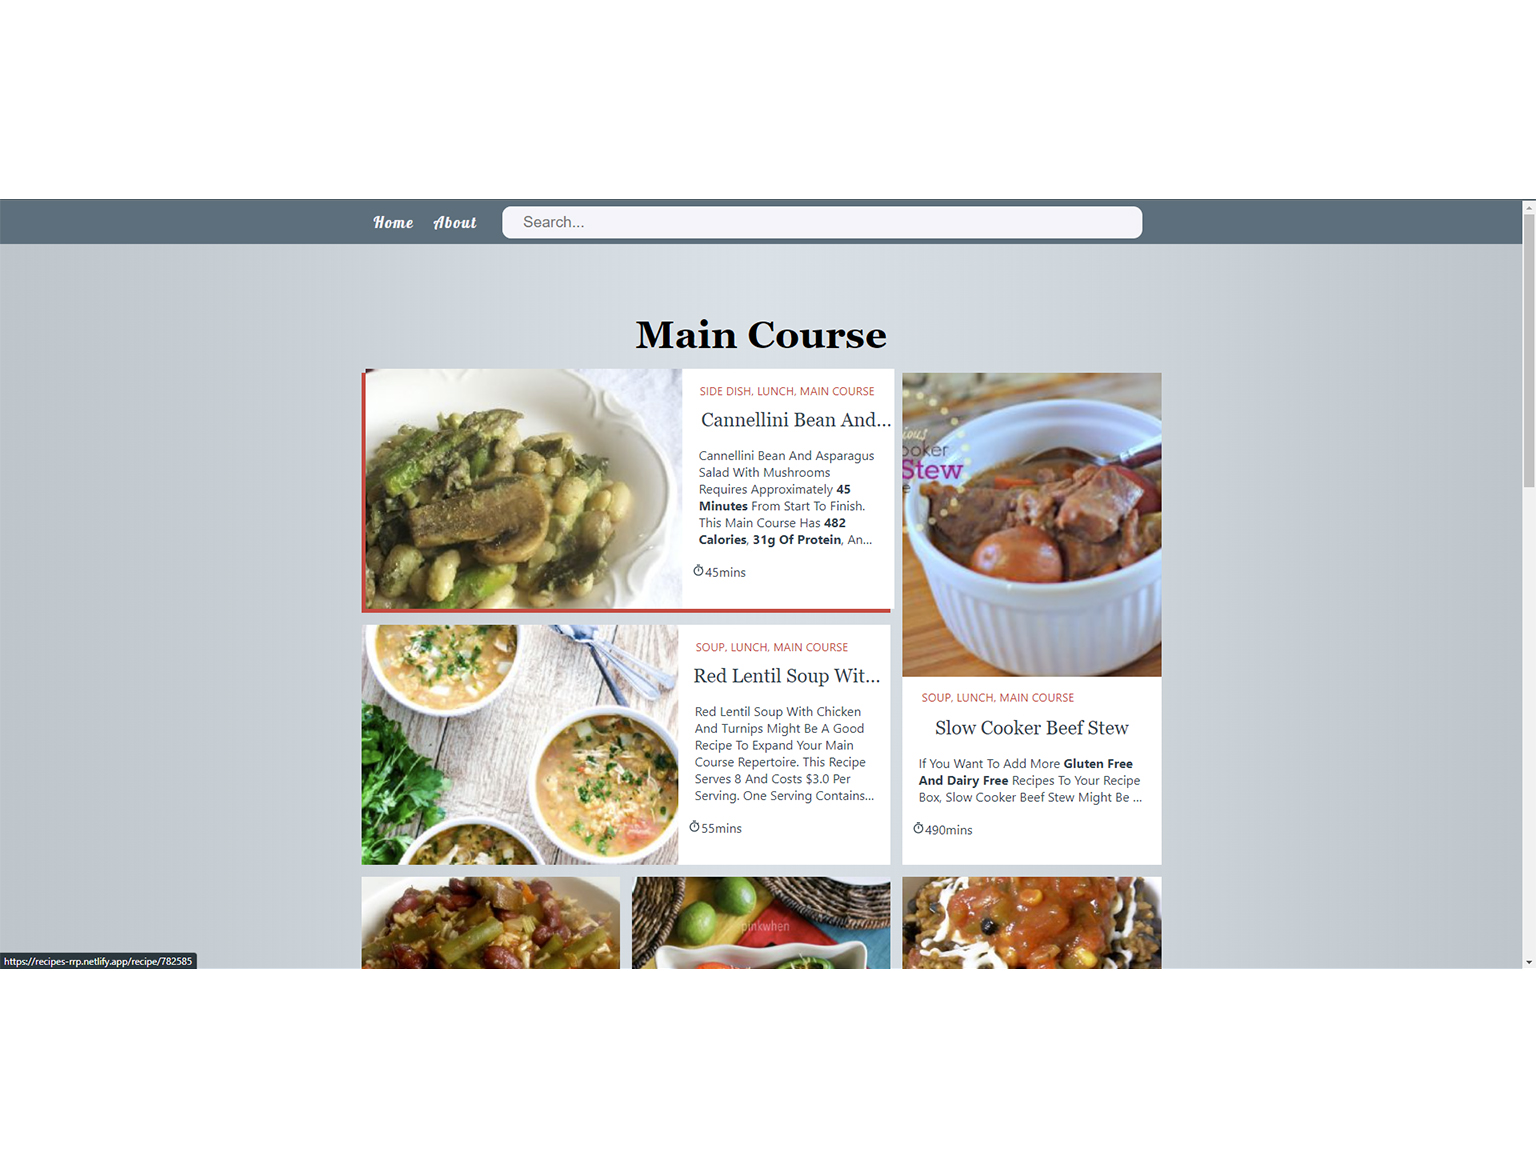 Home About Search...
Main Course
SIDE DISH, LUNCH, MAIN COURSE
Cannellini Bean And...
Cannellini Bean And Asparagus
Salad With Mushrooms
Requires Approximately 45
Minutes From Start To Finish.
This Main Course Has 482
Calories, 31g Of Protein, An...
45mins
ooker
Stew
SOUP, LUNCH, MAIN COURSE
Red Lentil Soup Wit...
Red Lentil Soup With Chicken
And Turnips Might Be A Good
Recipe To Expand Your Main
Course Repertoire. This Recipe
Serves 8 And Costs $3.0 Per
Serving. One Serving Contains...
55mins
SOUP, LUNCH, MAIN COURSE
Slow Cooker Beef Stew
If You Want To Add More Gluten Free
And Dairy Free Recipes To Your Recipe
Box, Slow Cooker Beef Stew Might Be ...
490mins
pinkwhen
https://recipes-rrp.netlify.app/recipe/782585